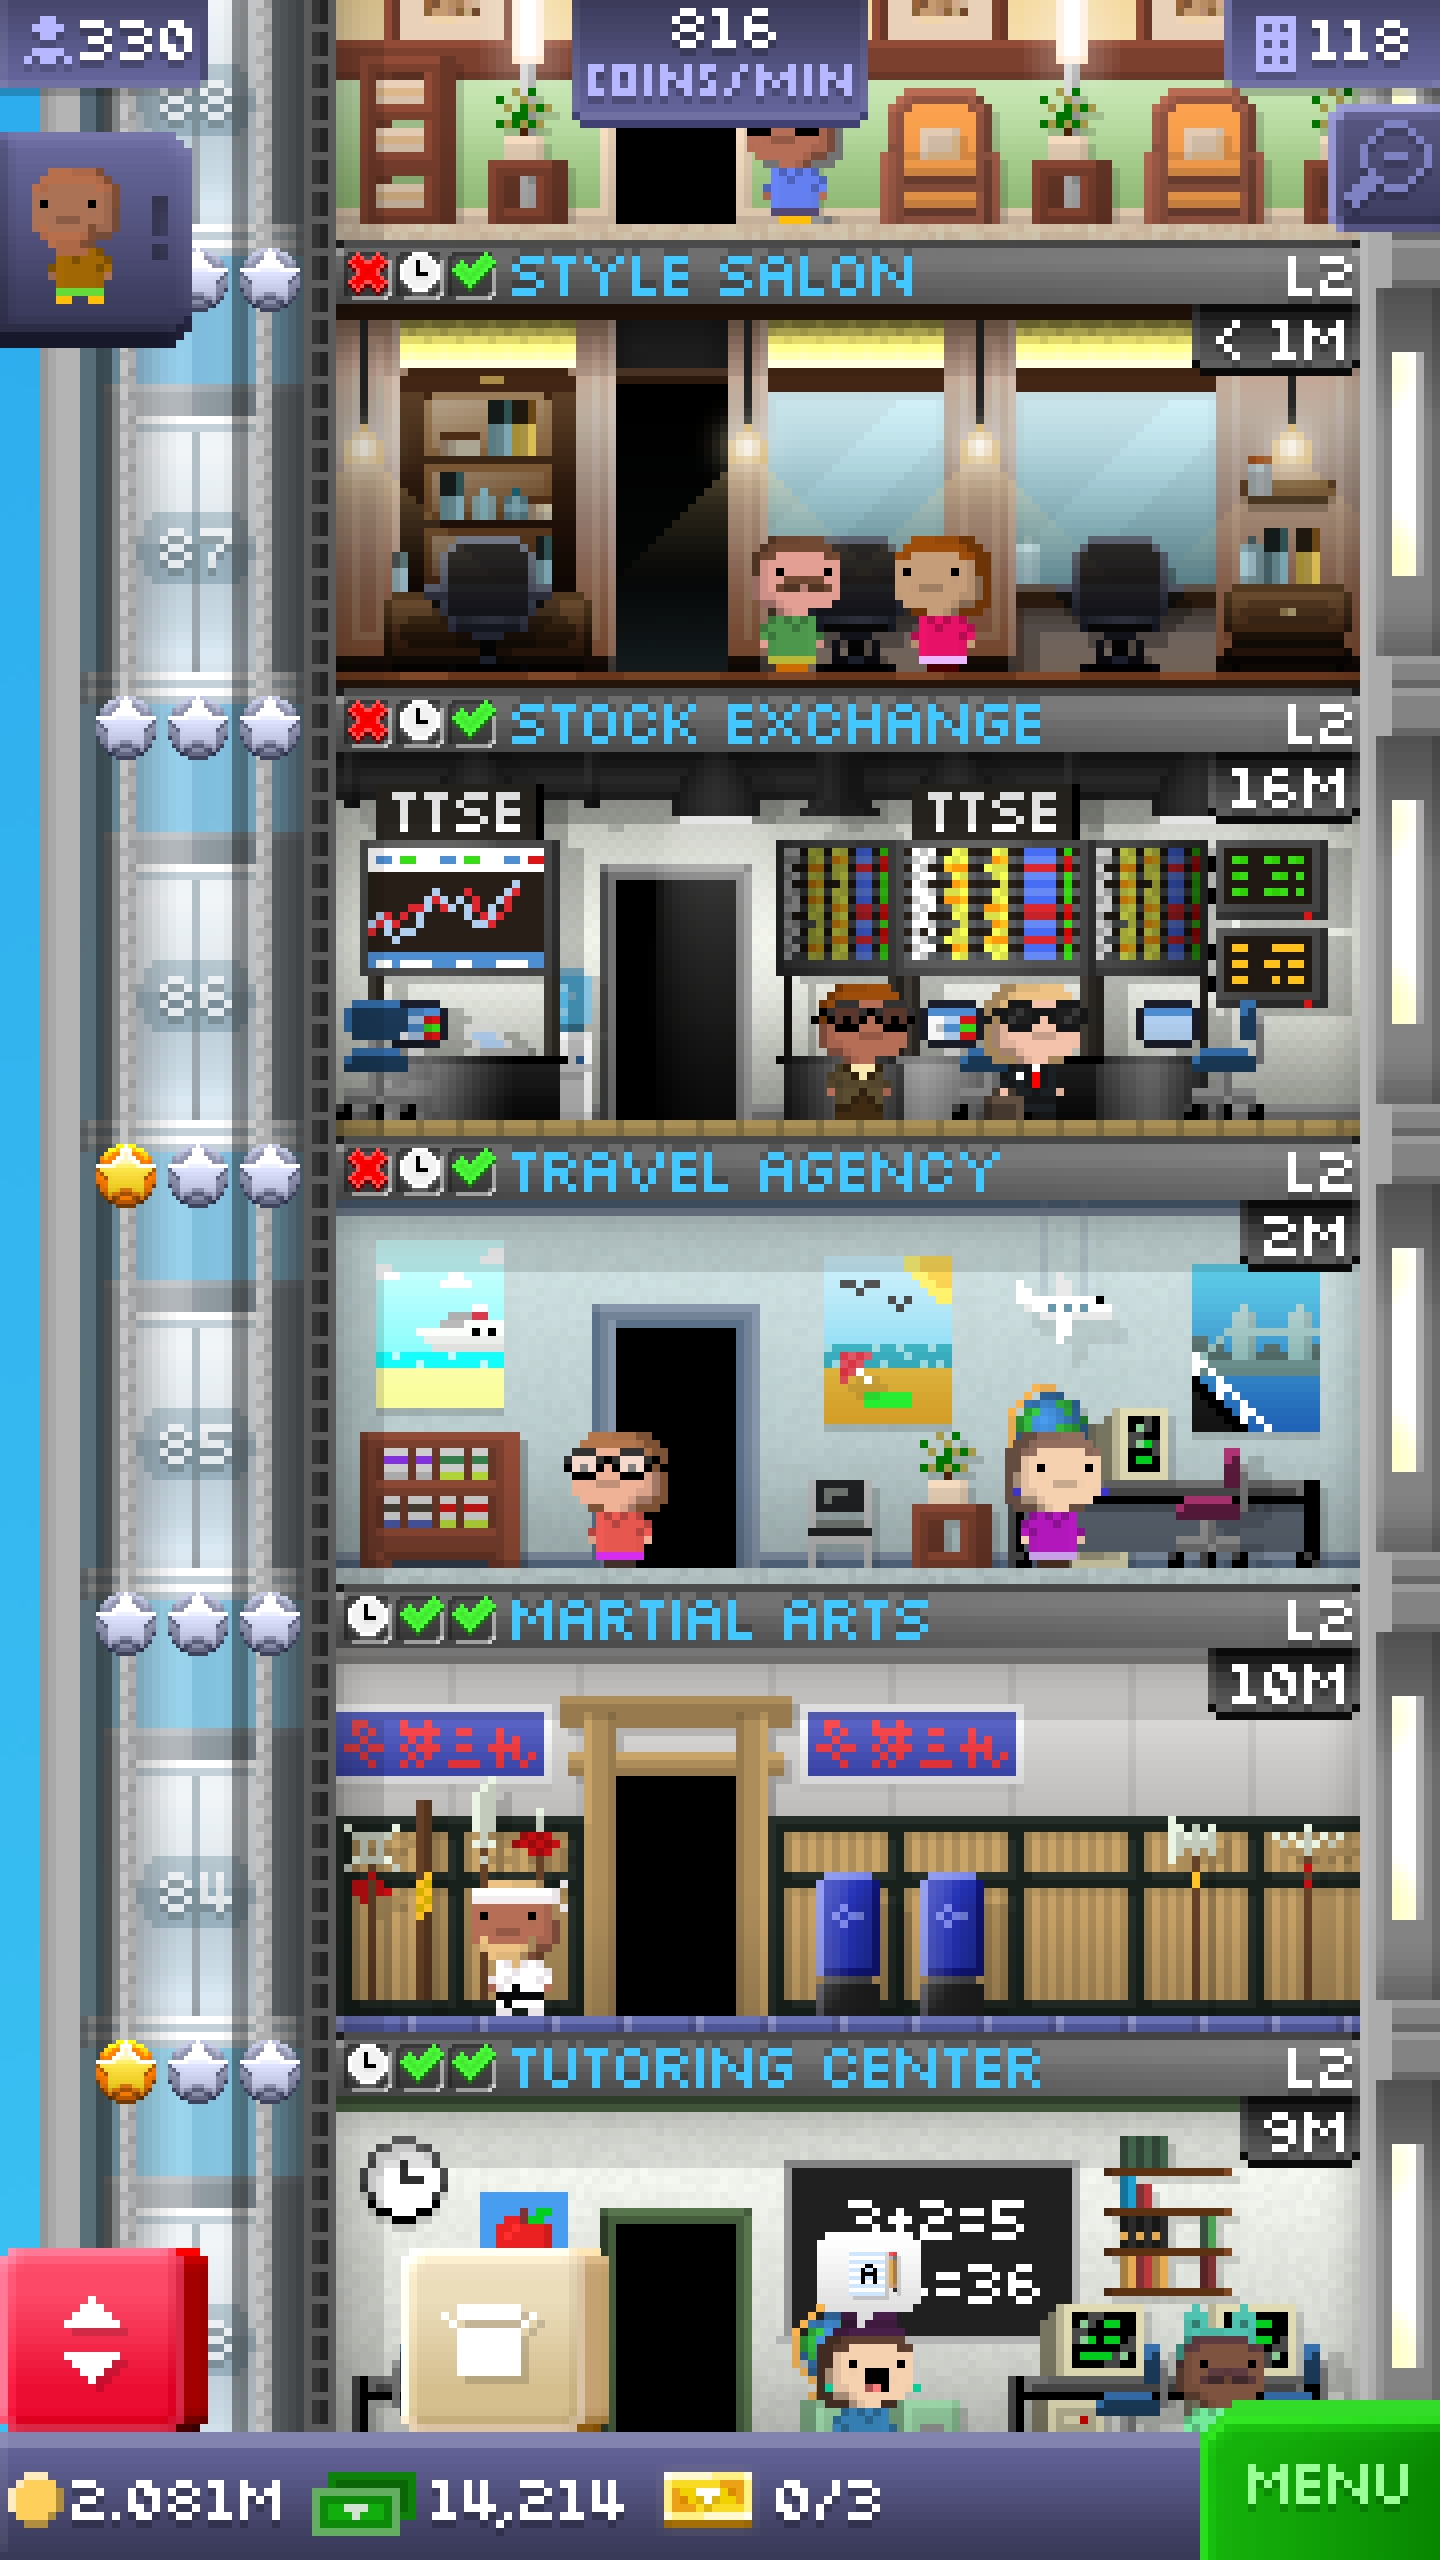 330
816
COINS/MIN
118
88
STYLE SALON
L2
< 1M
87
STOCK EXCHANGE
L2
16M
TTSE
TTSE
86
TRAVEL AGENCY
L2
2M
85
MARTIAL ARTS
L2
10M
84
TUTORING CENTER
L2
9M
3+2=5
=36
A
2.081M
14,214
0/3
MENU